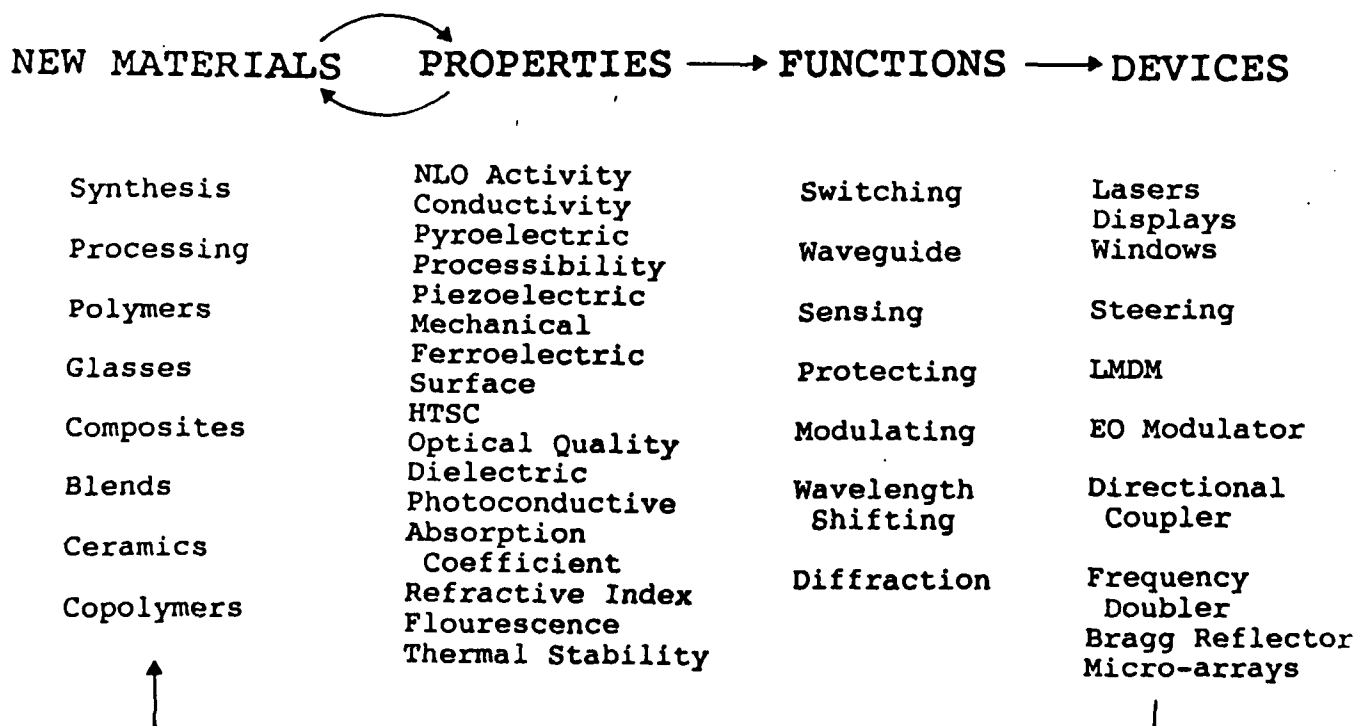 NEW MATERIALS PROPERTIES FUNCTIONS DEVICES
Synthesis
Processing
Polymers
Glasses
Composites
Blends
Ceramics
Copolymers
NLO Activity
Conductivity
Pyroelectric
Processibility
Piezoelectric
Mechanical
Ferroelectric
Surface
HTSC
Optical Quality
Dielectric
Photoconductive
Absorption
Coefficient
Refractive Index
Flourescence
Thermal Stability
Switching
Waveguide
Sensing
Protecting
Modulating
Wavelength
Shifting
Diffraction
Lasers
Displays
Windows
Steering
LMDM
EO Modulator
Directional
Coupler
Frequency
Doubler
Bragg Reflector
Micro-arrays